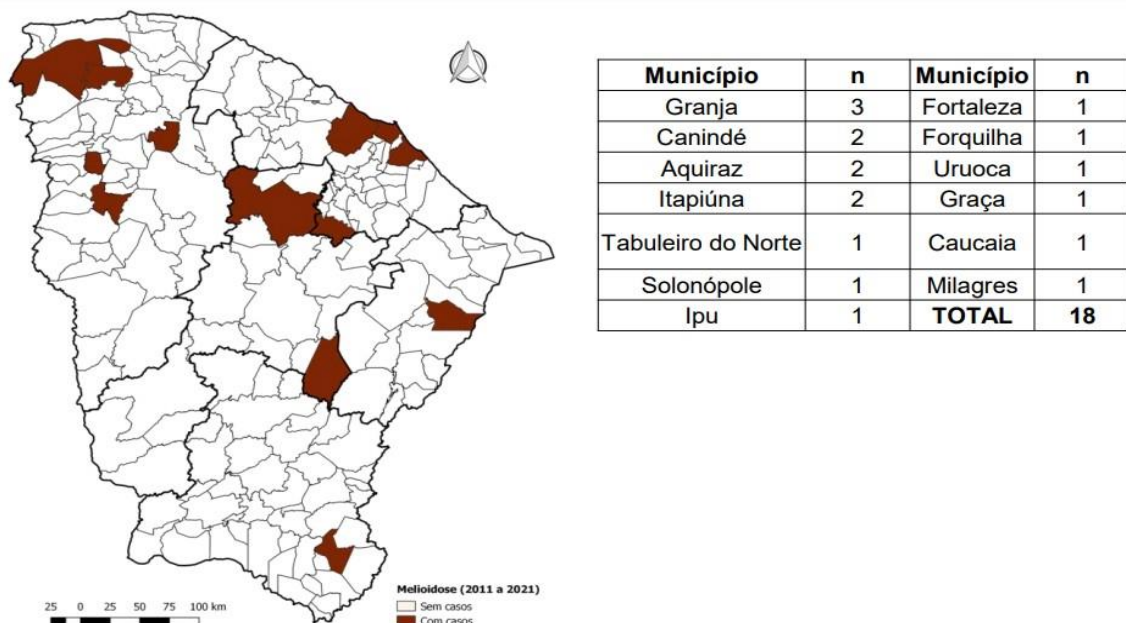 Município n Município n
Granja 3 Fortaleza 1
Canindé 2 Forquilha 1
Aquiraz 2 Uruoca 1
Itapiúna 2 Graça 1
Tabuleiro do Norte 1 Caucaia 1
Solonópole 1 Milagres 1
Ipu 1 TOTAL 18
Melioidose (2011 a 2021)
Sem casos
Com casos
25 0 25 50 75 100 km